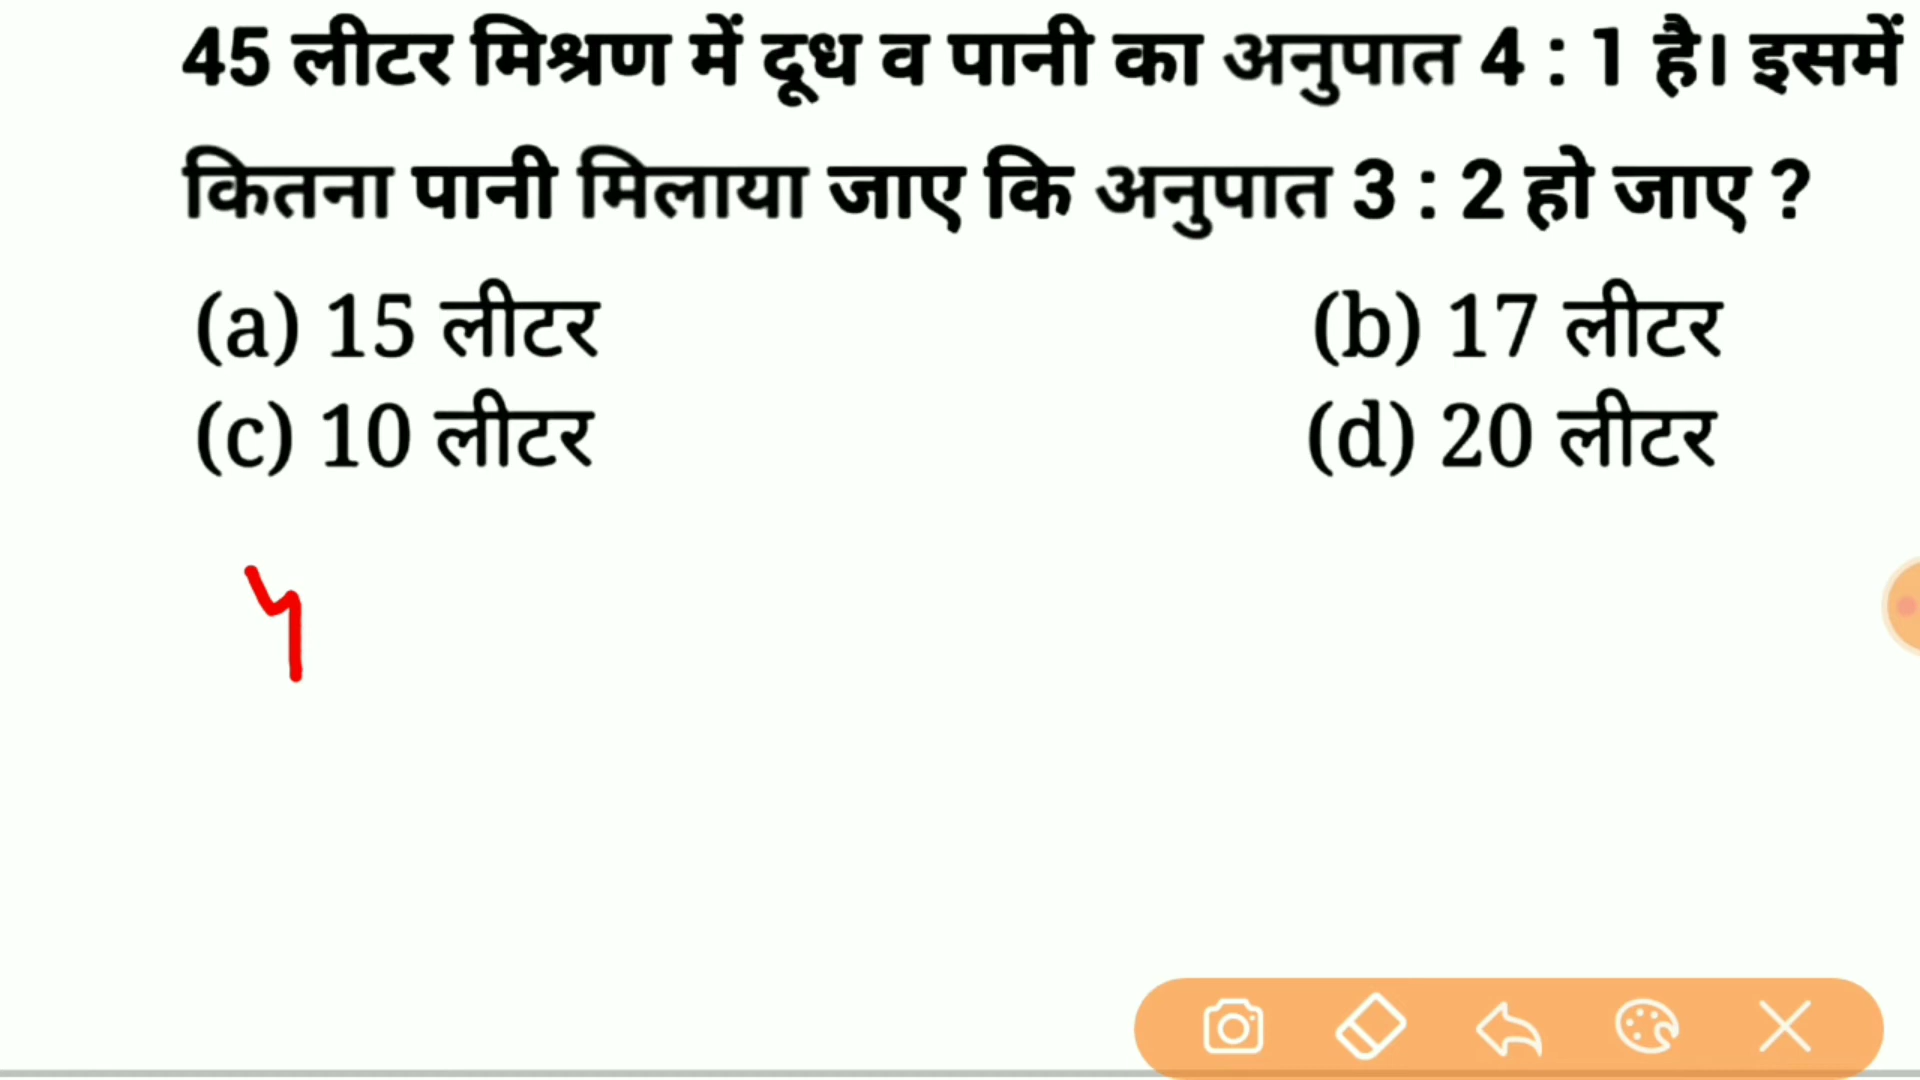 45 लीटर मिश्रण में दूध व पानी का अनुपात 4 : 1 है। इसमें
कितना पानी मिलाया जाए कि अनुपात 3 : 2 हो जाए ?
(a) 15 लीटर (b) 17 लीटर
(c) 10 लीटर (d) 20 लीटर
4